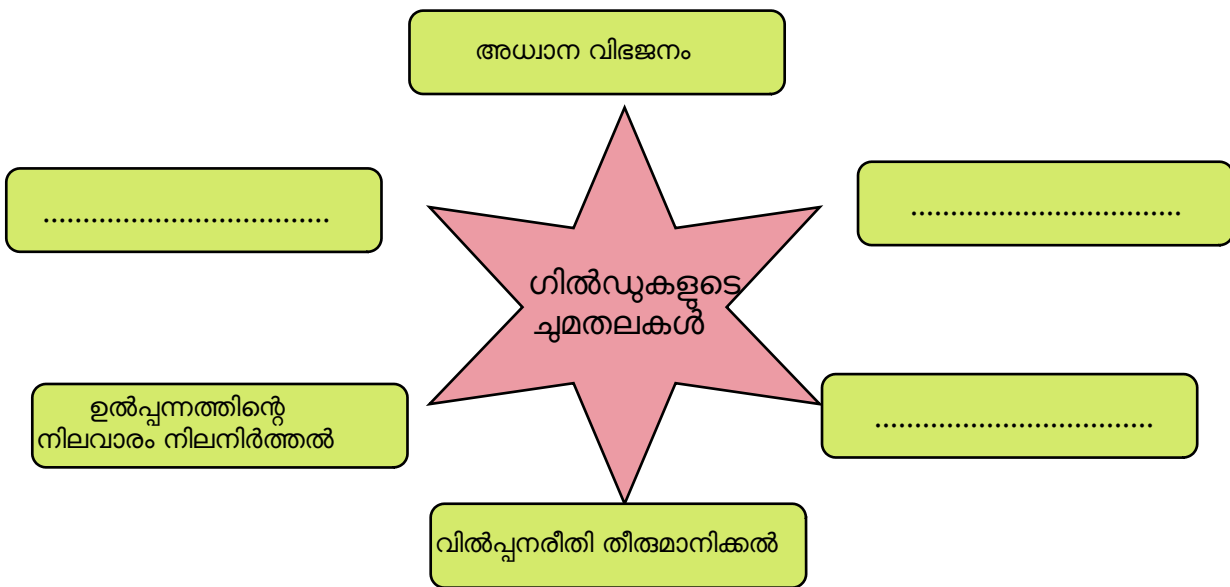 അധ്വാന വിഭജനം
..................................
..................................
ഗിൽഡുകളുടെ
ചുമതലകൾ
ഉൽപ്പന്നത്തിന്റെ
നിലവാരം നിലനിർത്തൽ
..................................
വിൽപ്പനരീതി തീരുമാനിക്കൽ